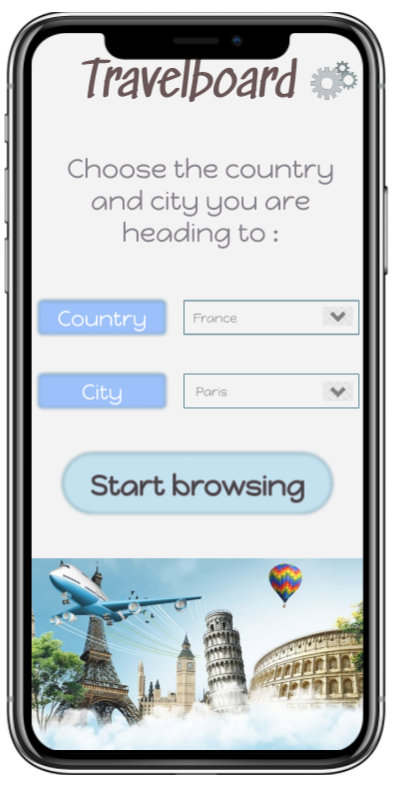 Travelboard
Choose the country
and city you are
heading to :
Country
France
City
Paris
Start browsing